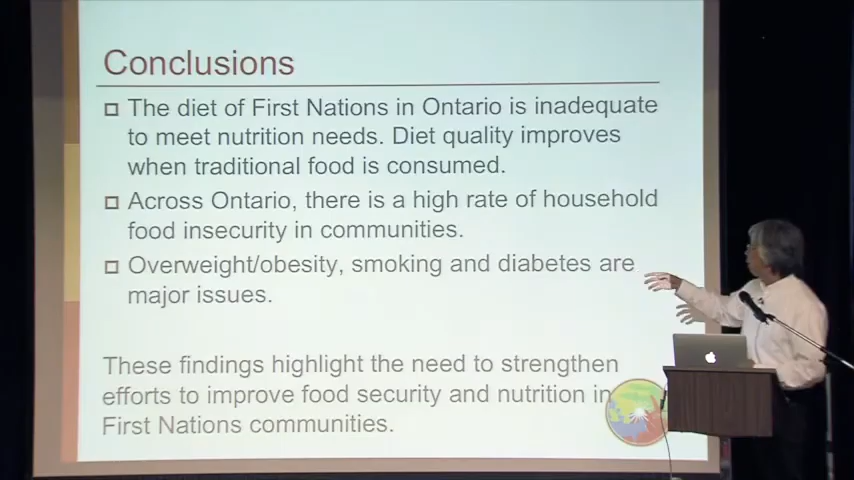 Conclusions
The diet of First Nations in Ontario is inadequate
to meet nutrition needs. Diet quality improves
when traditional food is consumed.
Across Ontario, there is a high rate of household
food insecurity in communities.
Overweight/obesity, smoking and diabetes are
major issues.
These findings highlight the need to strengthen
efforts to improve food security and nutrition in
First Nations communities.